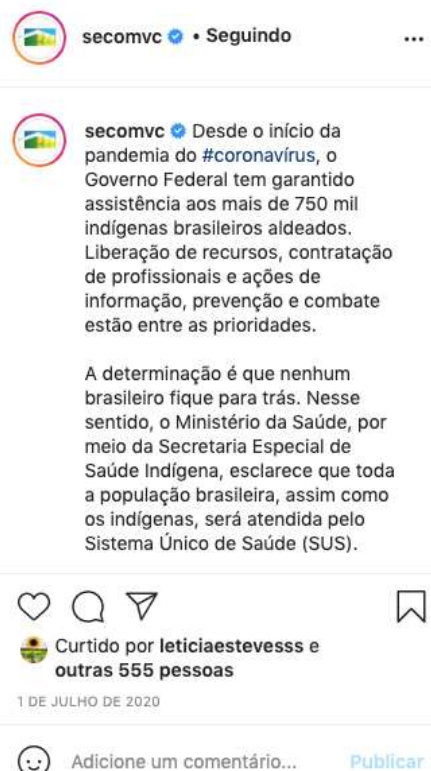 secomvc • Seguindo
secomvc Desde o início da
pandemia do #coronavírus, o
Governo Federal tem garantido
assistência aos mais de 750 mil
indígenas brasileiros aldeados.
Liberação de recursos, contratação
de profissionais e ações de
informação, prevenção e combate
estão entre as prioridades.
A determinação é que nenhum
brasileiro fique para trás. Nesse
sentido, o Ministério da Saúde, por
meio da Secretaria Especial de
Saúde Indígena, esclarece que toda
a população brasileira, assim como
os indígenas, será atendida pelo
Sistema Único de Saúde (SUS).
Curtido por leticiaestevesss e
outras 555 pessoas
1 DE JULHO DE 2020
Adicione um comentário... Publicar